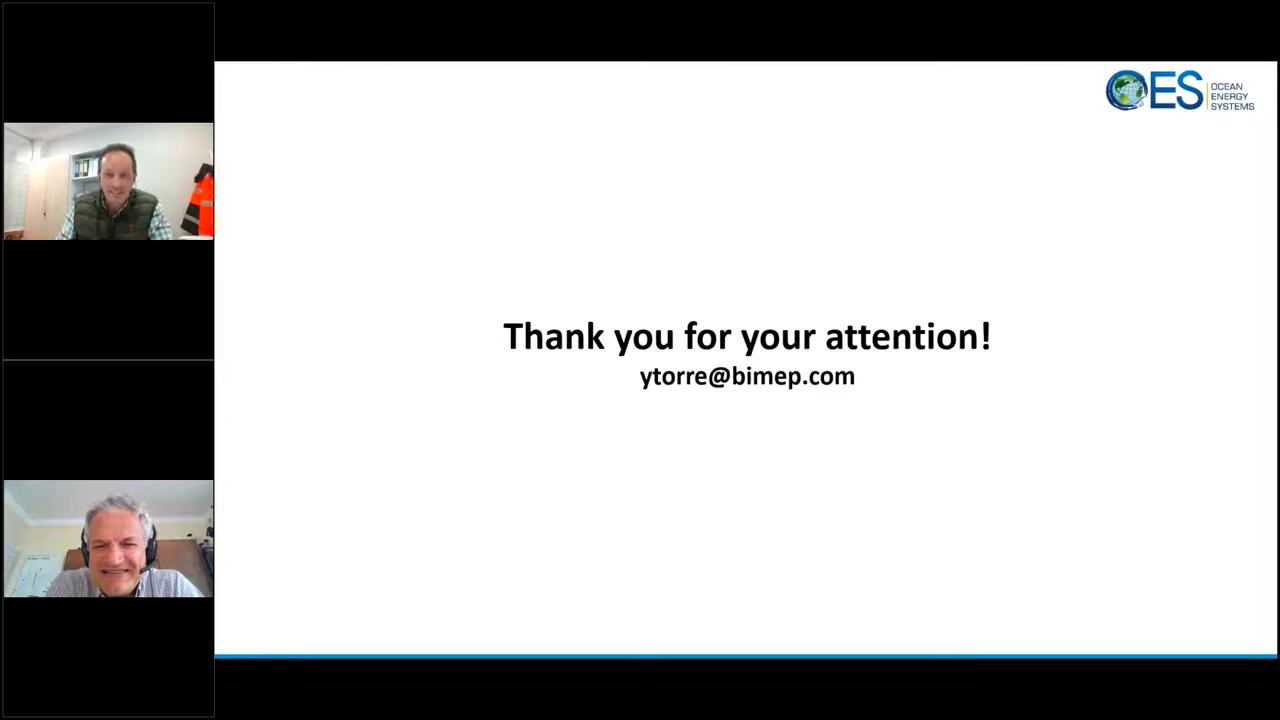 OES
OCEAN
ENERGY
SYSTEMS
Thank you for your attention!
ytorre@bimep.com